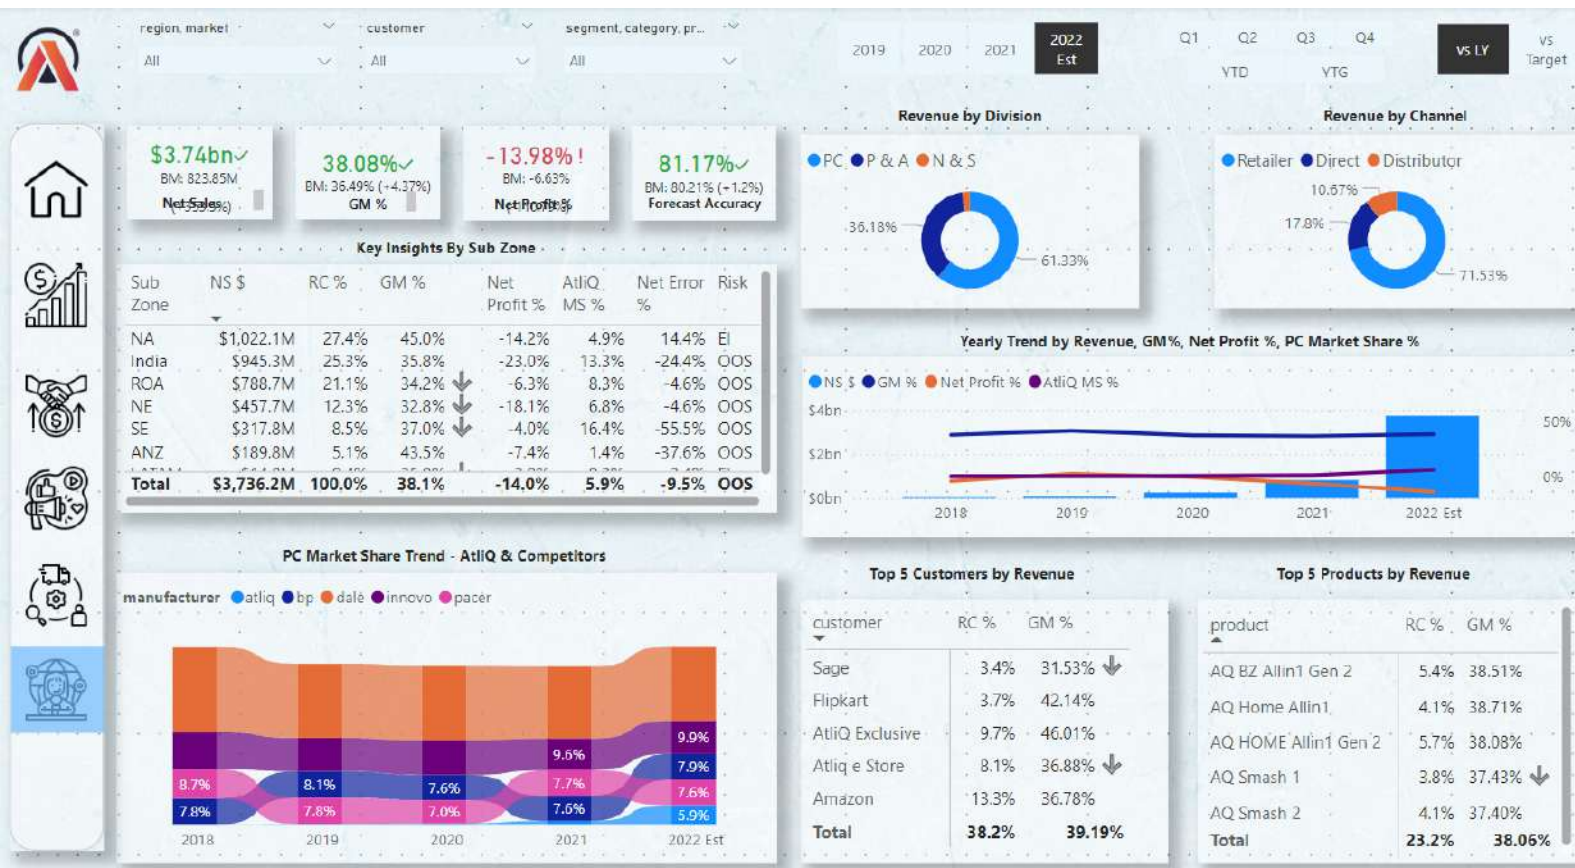 region, market
customer
segment, category, pr...
All
All
All
2019
2020
2021
2022
Est
Q1
Q2
Q3
Q4
YTD
YTG
vs LY
vs
Target
$3.74bn
BM: 823.85M
Net Sales
38.08%
BM: 36.49% (+4.37%)
GM %
-13.98% !
BM: -6.63%
Net Profit %
81.17%
BM: 80.21% (+1.2%)
Forecast Accuracy
Revenue by Division
PC P & A N & S
36.18%
61.33%
Revenue by Channel
Retailer Direct Distributor
10.67%
17.8%
71.53%
Key Insights By Sub Zone
Sub Zone NS $ RC % GM % Net Profit % AtliQ MS % Net Error % Risk
NA $1,022.1M 27.4% 45.0% -14.2% 4.9% 14.4% EI
India $945.3M 25.3% 35.8% -23.0% 13.3% -24.4% OOS
ROA $788.7M 21.1% 34.2% -6.3% 8.3% -4.6% OOS
NE $457.7M 12.3% 32.8% -18.1% 6.8% -4.6% OOS
SE $317.8M 8.5% 37.0% -4.0% 16.4% -55.5% OOS
ANZ $189.8M 5.1% 43.5% -7.4% 1.4% -37.6% OOS
Total $3,736.2M 100.0% 38.1% -14.0% 5.9% -9.5% OOS
Yearly Trend by Revenue, GM%, Net Profit %, PC Market Share %
NS $ GM % Net Profit % AtliQ MS %
$4bn
50%
$2bn
$0bn
0%
2018 2019 2020 2021 2022 Est
PC Market Share Trend - AtliQ & Competitors
manufacturer atliq bp dale innovo pacer
9.9%
9.6%
7.9%
8.7% 8.1% 7.6% 7.7%
7.6%
7.8% 7.8% 7.0% 7.6%
5.9%
2018 2019 2020 2021 2022 Est
Top 5 Customers by Revenue
customer RC % GM %
Sage 3.4% 31.53%
Flipkart 3.7% 42.14%
AtliQ Exclusive 9.7% 46.01%
Atliq e Store 8.1% 36.88%
Amazon 13.3% 36.78%
Total 38.2% 39.19%
Top 5 Products by Revenue
product RC % GM %
AQ BZ Allin1 Gen 2 5.4% 38.51%
AQ Home Allin1 4.1% 38.71%
AQ HOME Allin1 Gen 2 5.7% 38.08%
AQ Smash 1 3.8% 37.43%
AQ Smash 2 4.1% 37.40%
Total 23.2% 38.06%